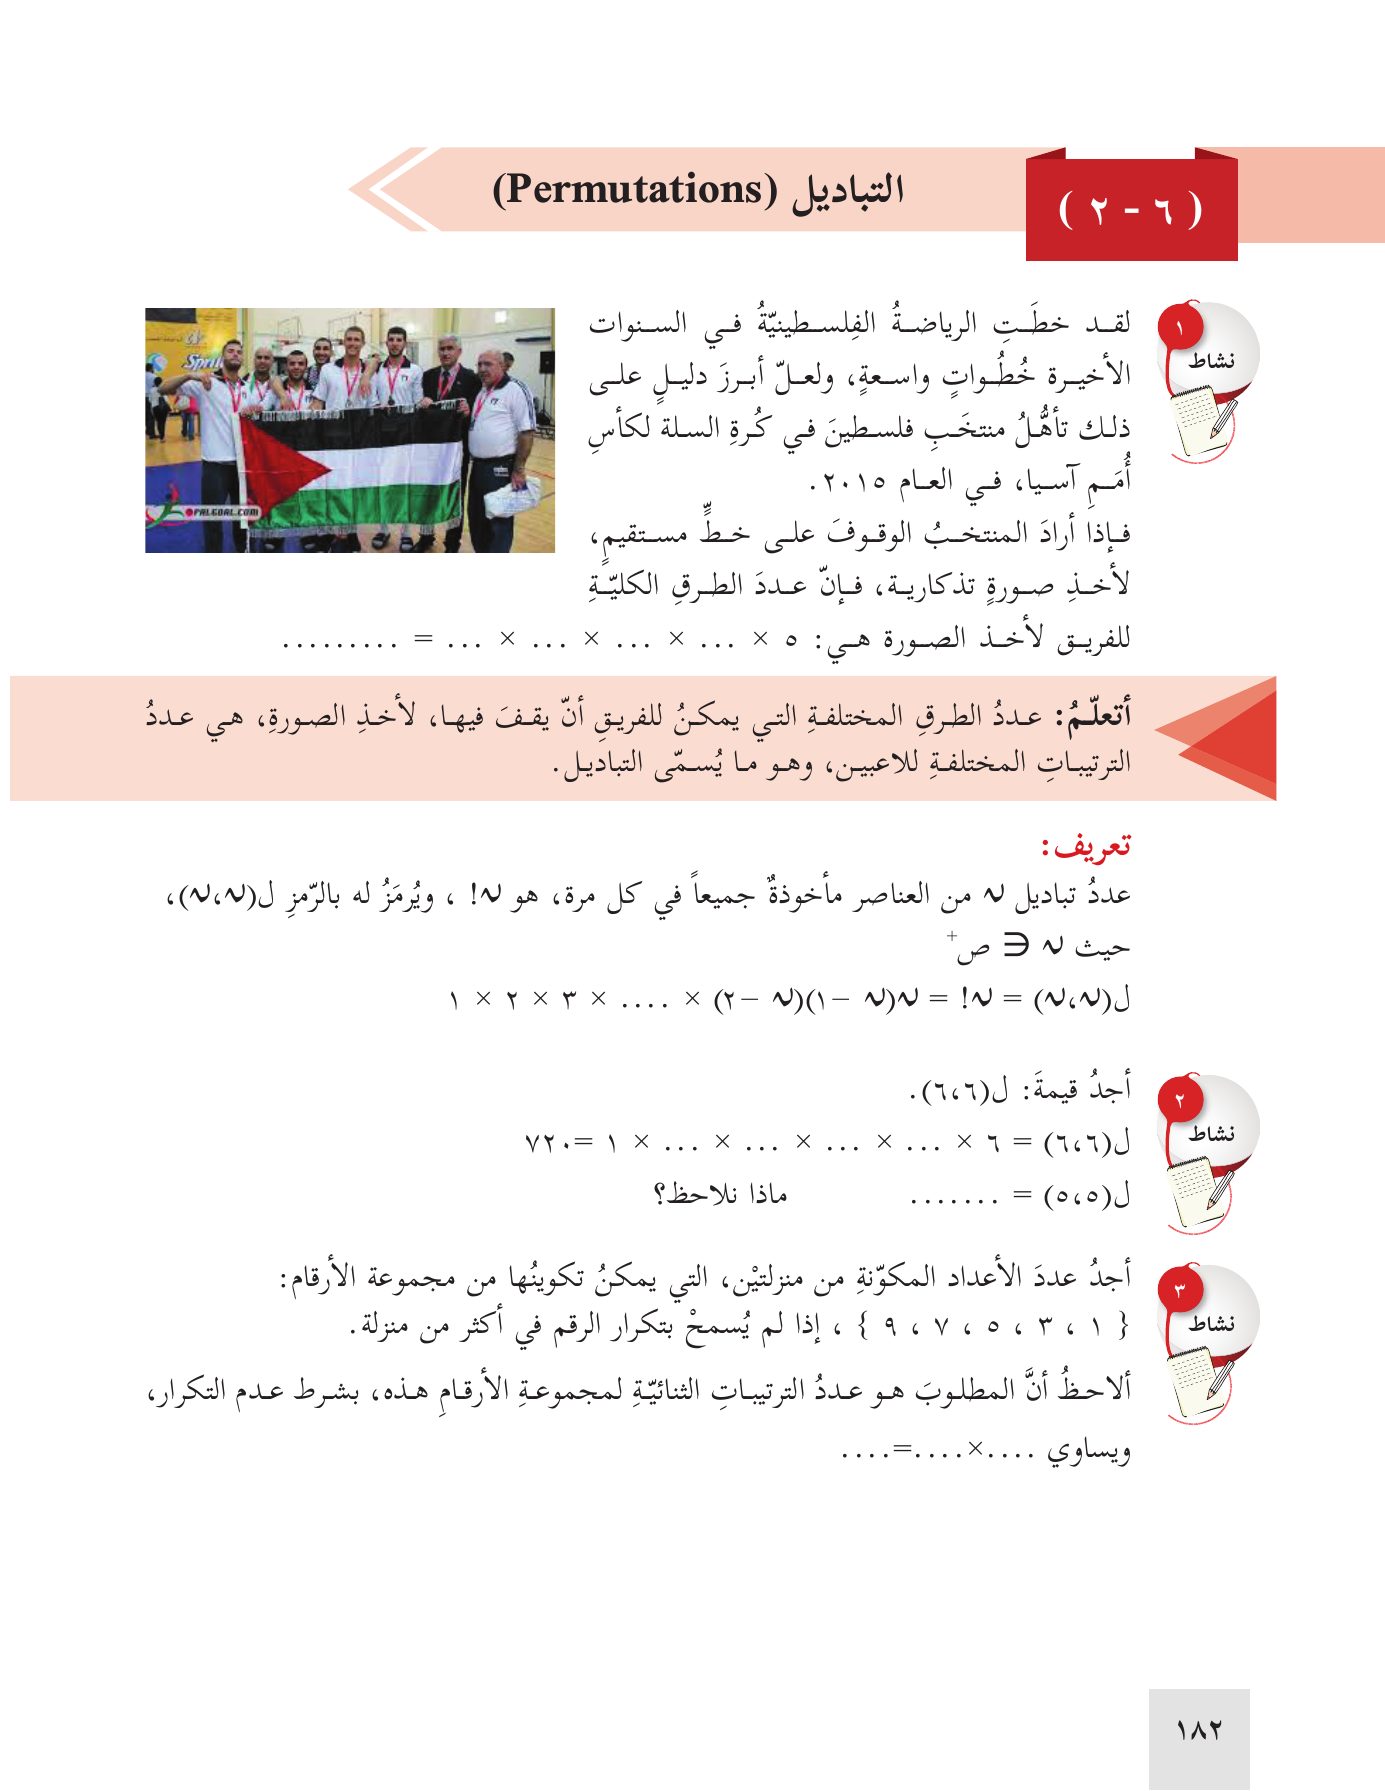 ( ٦ - ٢ )
التباديل (Permutations)
١
نشاط
لقد خطَتِ الرياضةُ الفِلسطينيّةُ في السنوات
الأخيرة خُطُواتٍ واسعةٍ، ولعلّ أبرزَ دليلٍ على
ذلك تأهُّلُ منتخَبِ فلسطينَ في كُرةِ السلة لكأسِ
أُمَمِ آسيا، في العام ٢٠١٥.
فإذا أرادَ المنتخبُ الوقوفَ على خطٍّ مستقيمٍ،
لأخذِ صورةٍ تذكارية، فإنّ عددَ الطرقِ الكليّةِ
للفريق لأخذ الصورة هي: ٥ × ... × ... × ... × ... = .........
PALGOAL.COM
أتعلّمُ: عددُ الطرقِ المختلفةِ التي يمكنُ للفريقِ أنّ يقفَ فيها، لأخذِ الصورةِ، هي عددُ
الترتيباتِ المختلفةِ للاعبين، وهو ما يُسمّى التباديل.
تعريف:
عددُ تباديل ن من العناصر مأخوذةٌ جميعاً في كل مرة، هو ن! ، ويُرمَزُ له بالرّمزِ ل(ن،ن)،
حيث ن ∈ ص+
ل(ن،ن) = ن! = ن(ن – ١)(ن – ٢) × .... × ٣ × ٢ × ١
٢
نشاط
أجدُ قيمةَ: ل(٦،٦).
ل(٦،٦) = ٦ × ... × ... × ... × ... × ١ =٧٢٠
ل(٥،٥) = ....... ماذا نلاحظ؟
٣
نشاط
أجدُ عددَ الأعداد المكوّنةِ من منزلتيْن، التي يمكنُ تكوينُها من مجموعة الأرقام:
{ ١ ، ٣ ، ٥ ، ٧ ، ٩ } ، إذا لم يُسمحْ بتكرار الرقم في أكثر من منزلة.
ألاحظُ أنَّ المطلوبَ هو عددُ الترتيباتِ الثنائيّةِ لمجموعةِ الأرقامِ هذه، بشرط عدم التكرار،
ويساوي ....×....=....
١٨٢